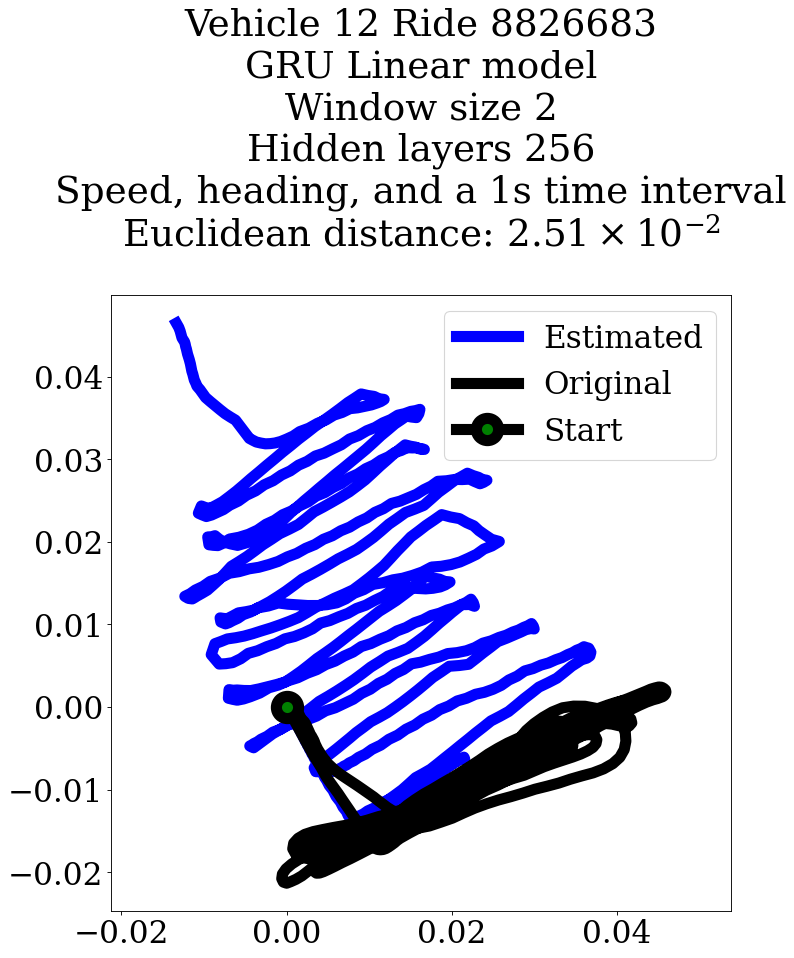 Vehicle 12 Ride 8826683
GRU Linear model
Window size 2
Hidden layers 256
Speed, heading, and a 1s time interval
Euclidean distance: 2.51 × 10⁻²
Estimated
Original
Start
0.04
0.03
0.02
0.01
0.00
−0.01
−0.02
−0.02 0.00 0.02 0.04